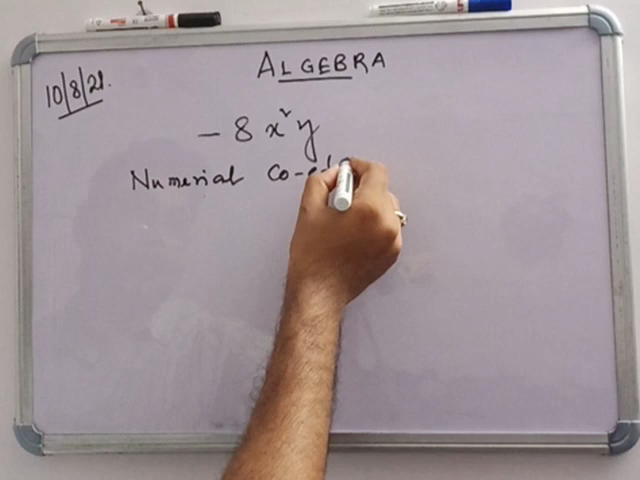 ALGEBRA
10/8/21.
- 8 x² y
Numerial Co-